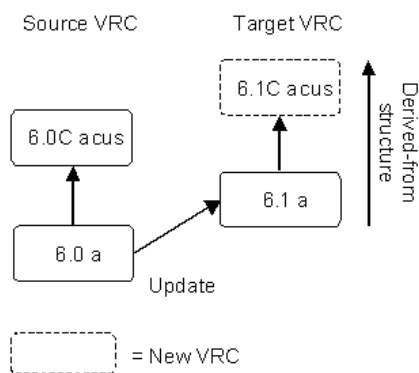 Source VRC
Target VRC
6.1C acus
6.0C acus
Derived-from
structure
6.1 a
6.0 a
Update
= New VRC